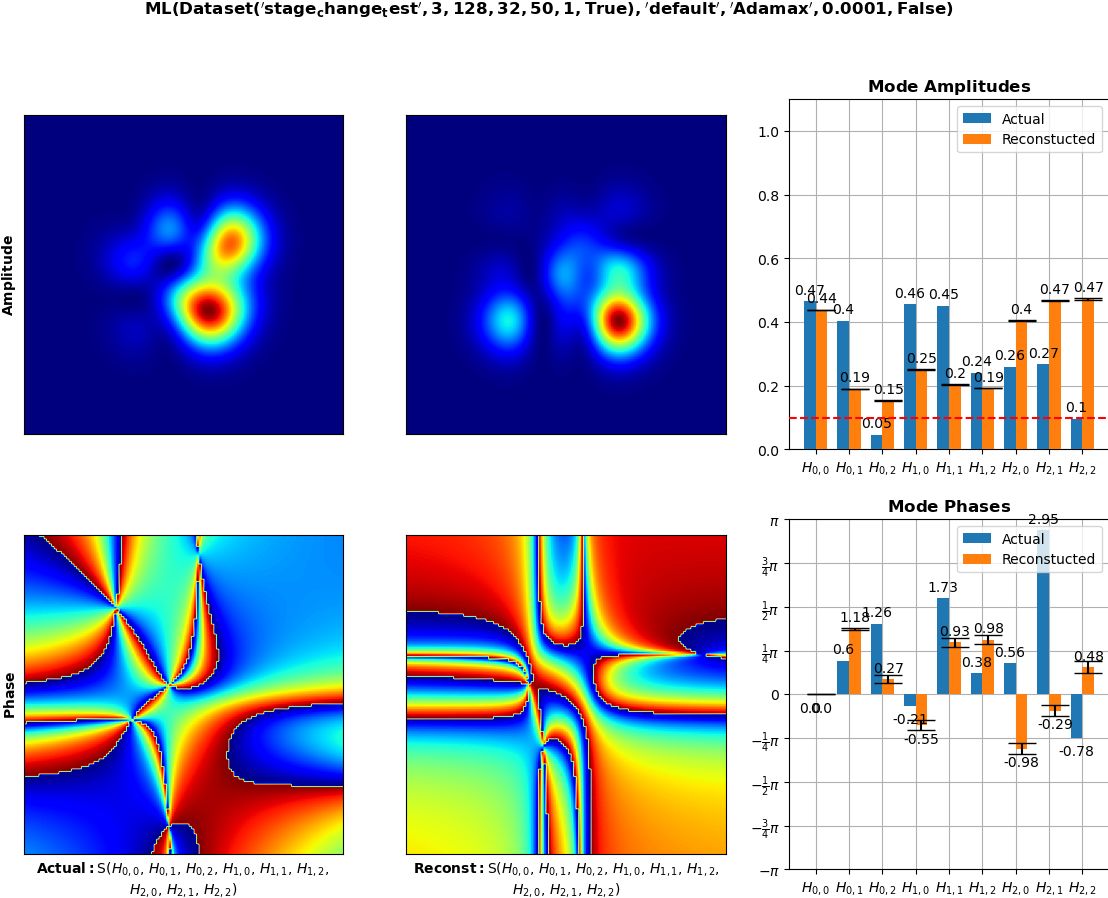 ML(Dataset('stage_change_test', 3, 128, 32, 50, 1, True), 'default', 'Adamax', 0.0001, False)
Amplitude
Mode Amplitudes
Actual
Reconstucted
1.0
0.8
0.6
0.4
0.2
0.0
0.47
0.44
0.4
0.19
0.05
0.15
0.46
0.25
0.45
0.2
0.24
0.19
0.26
0.4
0.27
0.47
0.1
0.47
H0,0 H0,1 H0,2 H1,0 H1,1 H1,2 H2,0 H2,1 H2,2
Phase
Actual: S(H0,0, H0,1, H0,2, H1,0, H1,1, H1,2,
H2,0, H2,1, H2,2)
Reconst: S(H0,0, H0,1, H0,2, H1,0, H1,1, H1,2,
H2,0, H2,1, H2,2)
Mode Phases
Actual
Reconstucted
π
3/4π
1/2π
1/4π
0
−1/4π
−1/2π
−3/4π
−π
0.0
0.0
0.6
1.18
1.26
0.27
-0.21
-0.55
1.73
0.93
0.38
0.98
0.56
-0.98
2.95
-0.29
-0.78
0.48
H0,0 H0,1 H0,2 H1,0 H1,1 H1,2 H2,0 H2,1 H2,2